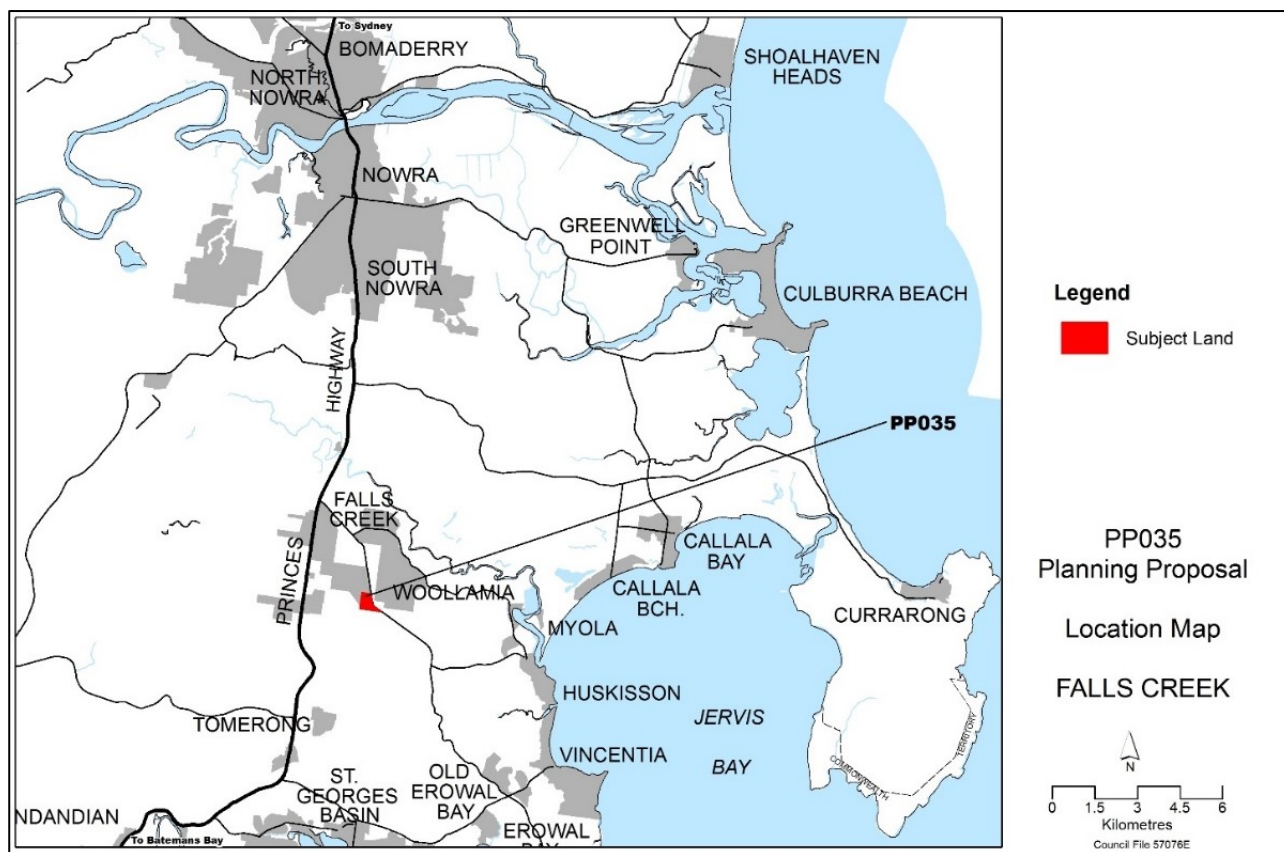 To Sydney
BOMADERRY
NORTH
NOWRA
SHOALHAVEN
HEADS
NOWRA
GREENWELL
POINT
SOUTH
NOWRA
CULBURRA BEACH
HIGHWAY
PP035
FALLS
CREEK
PRINCES
WOOLLAMIA
CALLALA
BAY
CALLALA
BCH.
CURRARONG
MYOLA
HUSKISSON
JERVIS
BAY
TOMERONG
VINCENTIA
COMMONWEALTH
TERRITORY
ST.
GEORGES
BASIN
OLD
EROWAL
BAY
NDANDIAN
To Batemans Bay
EROWAL
Legend
Subject Land
PP035
Planning Proposal
Location Map
FALLS CREEK
N
0 1.5 3 4.5 6
Kilometres
Council File 57076E